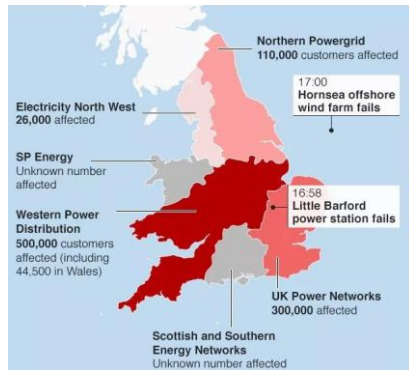 Northern Powergrid
110,000 customers affected
17:00
Hornsea offshore
wind farm fails
Electricity North West
26,000 affected
SP Energy
Unknown number
affected
16:58
Little Barford
power station fails
Western Power
Distribution
500,000 customers
affected (including
44,500 in Wales)
UK Power Networks
300,000 affected
Scottish and Southern
Energy Networks
Unknown number affected